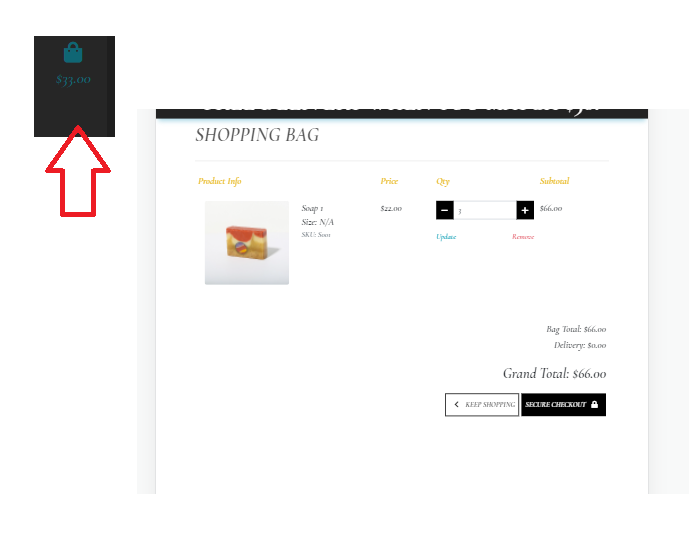 $33.00
SHOPPING BAG
Product Info Price Qty Subtotal
Soap 1 $22.00 3 $66.00
Size: N/A
SKU: S001
Update Remove
Bag Total: $66.00
Delivery: $0.00
Grand Total: $66.00
KEEP SHOPPING SECURE CHECKOUT